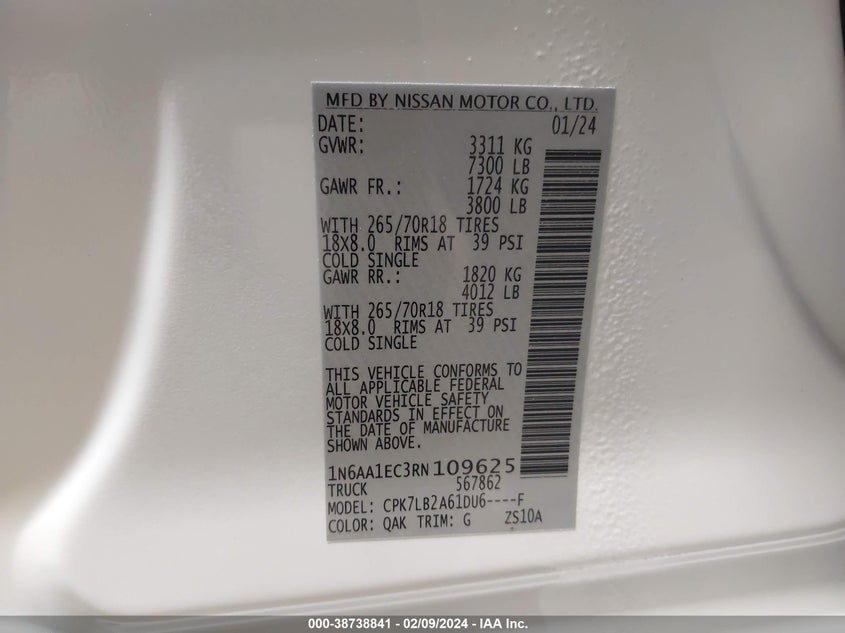 MFD BY NISSAN MOTOR CO., LTD.
DATE: 01/24
GVWR: 3311 KG
7300 LB
GAWR FR.: 1724 KG
3800 LB
WITH 265/70R18 TIRES
18X8.0 RIMS AT 39 PSI
COLD SINGLE
GAWR RR.: 1820 KG
4012 LB
WITH 265/70R18 TIRES
18X8.0 RIMS AT 39 PSI
COLD SINGLE
THIS VEHICLE CONFORMS TO
ALL APPLICABLE FEDERAL
MOTOR VEHICLE SAFETY
STANDARDS IN EFFECT ON
THE DATE OF MANUFACTURE
SHOWN ABOVE.
1N6AA1EC3RN109625
TRUCK 567862
MODEL: CPK7LB2A61DU6----F
COLOR: QAK TRIM: G ZS10A
000-38738841 - 02/09/2024 - IAA Inc.